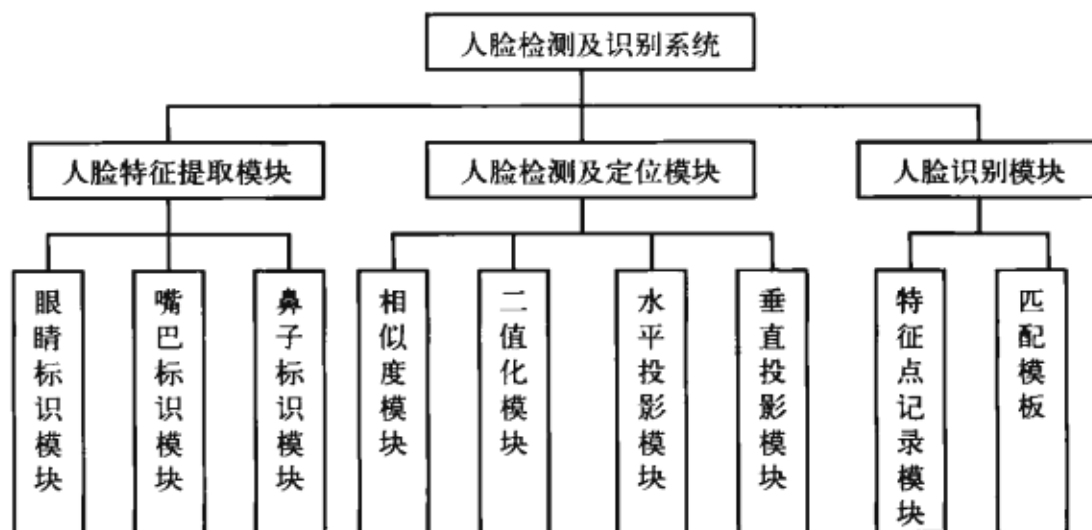 人脸检测及识别系统
人脸特征提取模块
人脸检测及定位模块
人脸识别模块
眼睛标识模块
嘴巴标识模块
鼻子标识模块
相似度模块
二值化模块
水平投影模块
垂直投影模块
特征点记录模块
匹配模板